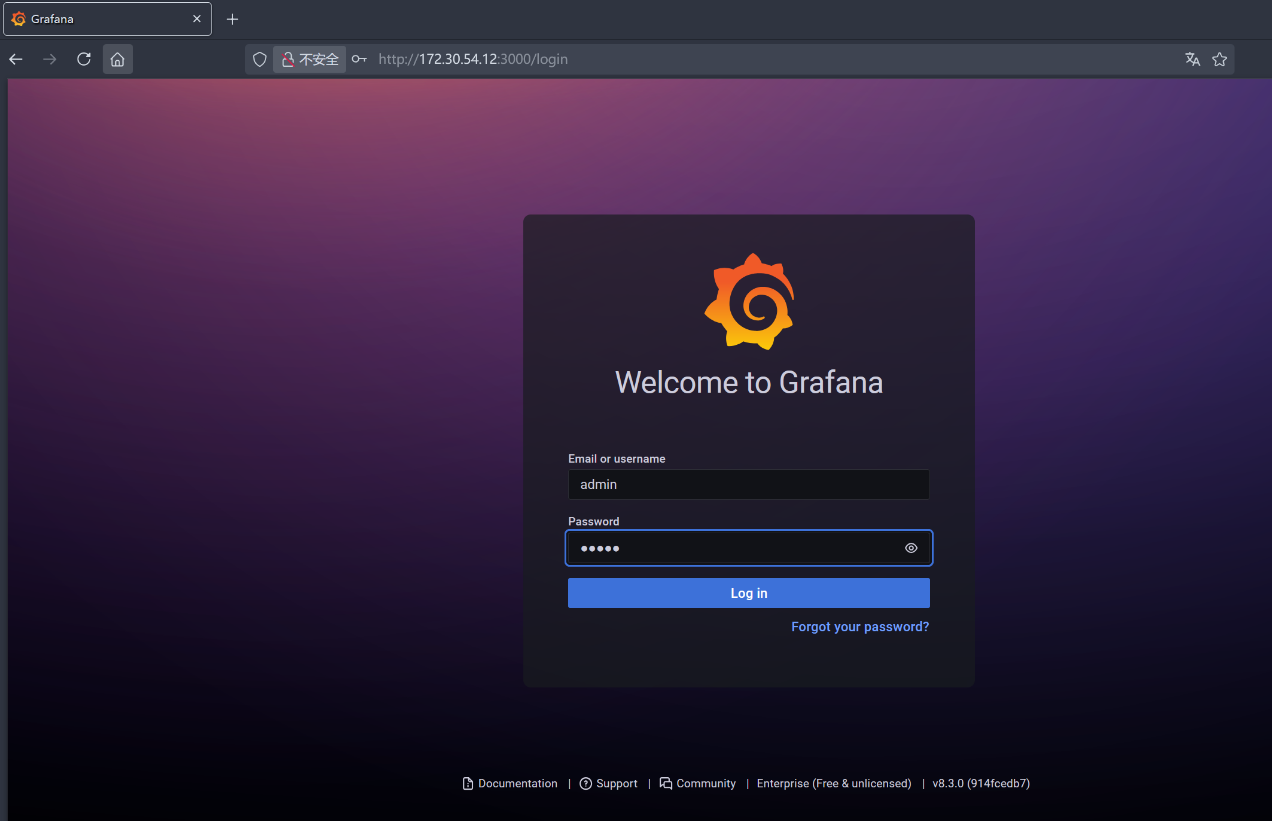 Grafana
不安全 http://172.30.54.12:3000/login
Welcome to Grafana
Email or username
admin
Password
●●●●●
Log in
Forgot your password?
Documentation | Support | Community | Enterprise (Free & unlicensed) | v8.3.0 (914fcedb7)